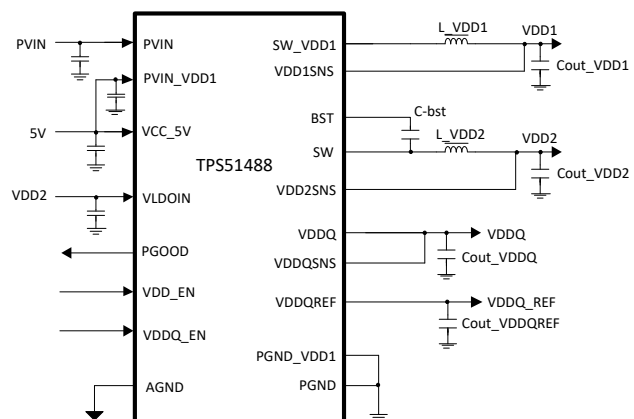 PVIN
5V
VDD2
PVIN
PVIN_VDD1
VCC_5V
VLDOIN
PGOOD
VDD_EN
VDDQ_EN
AGND
TPS51488
SW_VDD1
VDD1SNS
BST
SW
VDD2SNS
VDDQ
VDDQSNS
VDDQREF
PGND_VDD1
PGND
L_VDD1
VDD1
Cout_VDD1
C-bst
L_VDD2
VDD2
Cout_VDD2
VDDQ
Cout_VDDQ
VDDQ_REF
Cout_VDDQREF